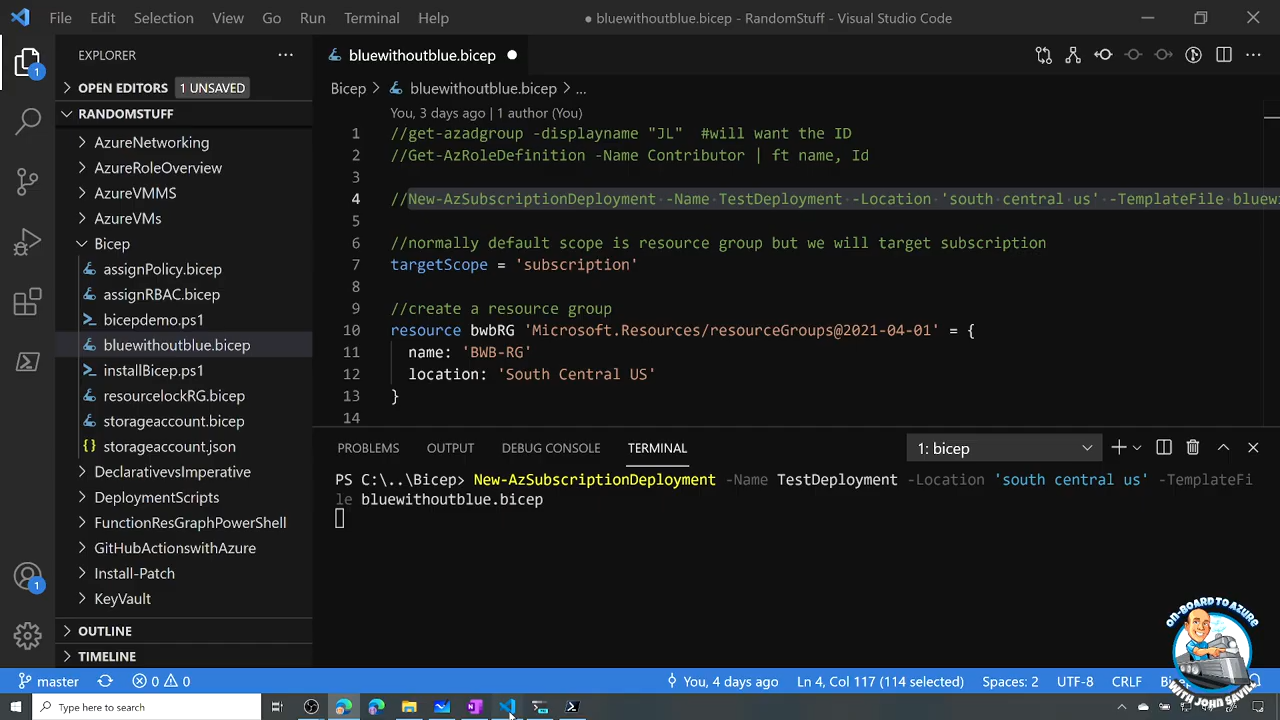 File Edit Selection View Go Run Terminal Help
● bluewithoutblue.bicep - RandomStuff - Visual Studio Code
EXPLORER
OPEN EDITORS 1 UNSAVED
RANDOMSTUFF
AzureNetworking
AzureRoleOverview
AzureVMMS
AzureVMs
Bicep
assignPolicy.bicep
assignRBAC.bicep
bicepdemo.ps1
bluewithoutblue.bicep
installBicep.ps1
resourcelockRG.bicep
storageaccount.bicep
storageaccount.json
DeclarativevsImperative
DeploymentScripts
FunctionResGraphPowerShell
GitHubActionswithAzure
Install-Patch
KeyVault
OUTLINE
TIMELINE
1
1
bluewithoutblue.bicep
Bicep > bluewithoutblue.bicep > ...
You, 3 days ago | 1 author (You)
1 //get-azadgroup -displayname "JL" #will want the ID
2 //Get-AzRoleDefinition -Name Contributor | ft name, Id
3
4 //New-AzSubscriptionDeployment -Name TestDeployment -Location 'south central us' -TemplateFile bluew
5
6 //normally default scope is resource group but we will target subscription
7 targetScope = 'subscription'
8
9 //create a resource group
10 resource bwbRG 'Microsoft.Resources/resourceGroups@2021-04-01' = {
11 name: 'BWB-RG'
12 location: 'South Central US'
13 }
14
PROBLEMS OUTPUT DEBUG CONSOLE TERMINAL 1: bicep
PS C:\..\Bicep> New-AzSubscriptionDeployment -Name TestDeployment -Location 'south central us' -TemplateFi
le bluewithoutblue.bicep
ON-BOARD TO AZURE
WITH JOHN SAVILL
master 0 0 You, 4 days ago Ln 4, Col 117 (114 selected) Spaces: 2 UTF-8 CRLF
Type here to search